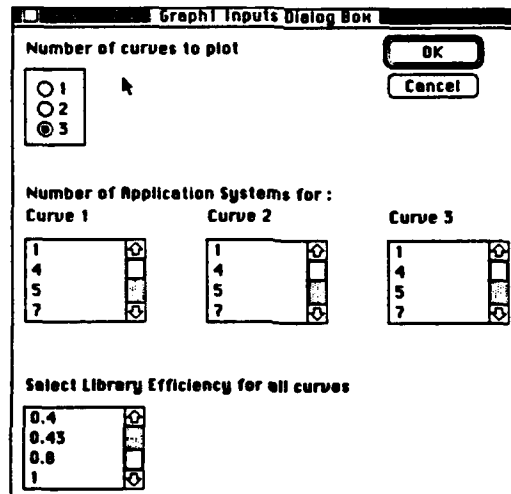 Graph1 Inputs Dialog Box
Number of curves to plot
OK
Cancel
1
2
3
Number of Application Systems for :
Curve 1
Curve 2
Curve 3
1
4
5
7
1
4
5
7
1
4
5
7
Select Library Efficiency for all curves
0.4
0.43
0.8
1